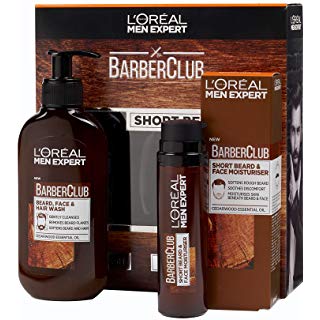 L'ORÉAL
MEN EXPERT
BARBERCLUB
SHORT
L'ORÉAL
MEN EXPERT
NEW
BARBERCLUB
BEARD, FACE &
HAIR WASH
GENTLY CLEANSES
REMOVES BEARD FLAKES
SOFTENS BEARD AND HAIR
CEDARWOOD ESSENTIAL OIL
L'ORÉAL
MEN EXPERT
BARBERCLUB
SHORT BEARD &
FACE MOISTURISER
L'ORÉAL
MEN EXPERT
NEW
BARBERCLUB
SHORT BEARD &
FACE MOISTURISER
SOFTENS ROUGH BEARD
SOOTHES DISCOMFORT
MOISTURISES SKIN
BENEATH BEARD & FACE
CEDARWOOD ESSENTIAL OIL